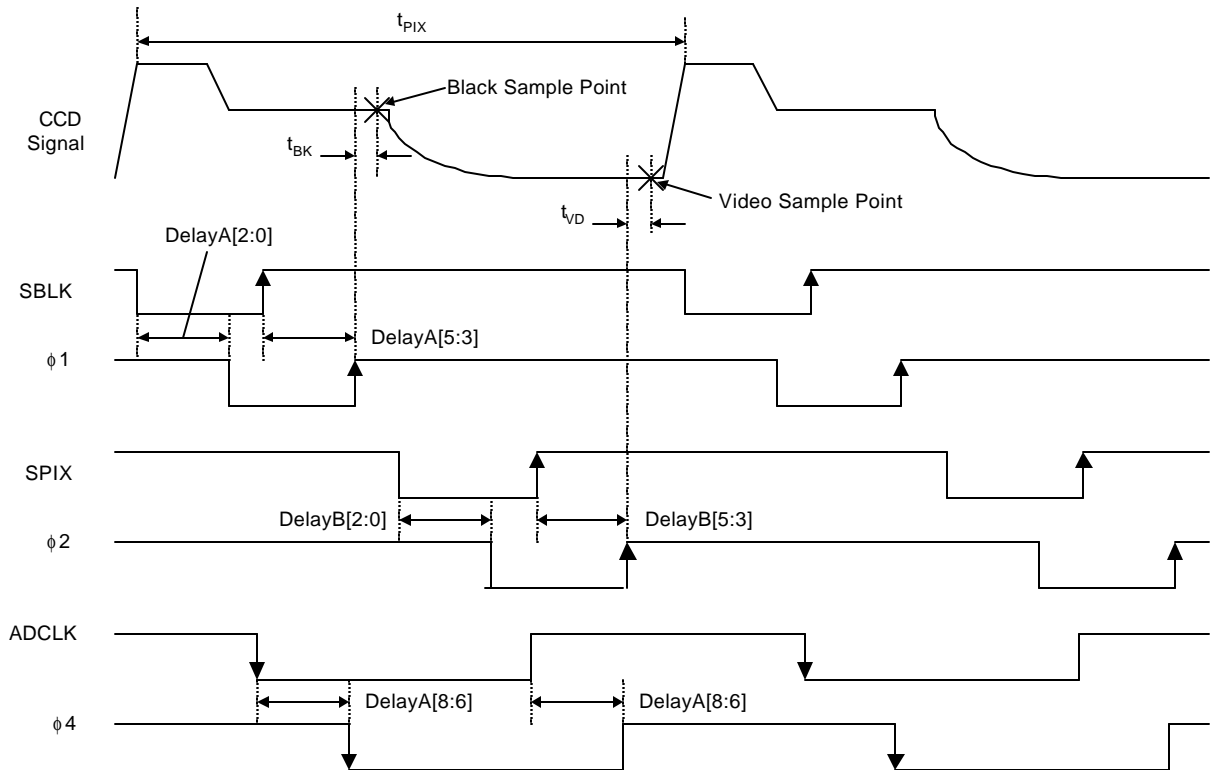 tPIX
Black Sample Point
CCD
Signal
tBK
Video Sample Point
tVD
DelayA[2:0]
SBLK
DelayA[5:3]
ϕ1
SPIX
DelayB[2:0]
DelayB[5:3]
ϕ2
ADCLK
DelayA[8:6]
DelayA[8:6]
ϕ4